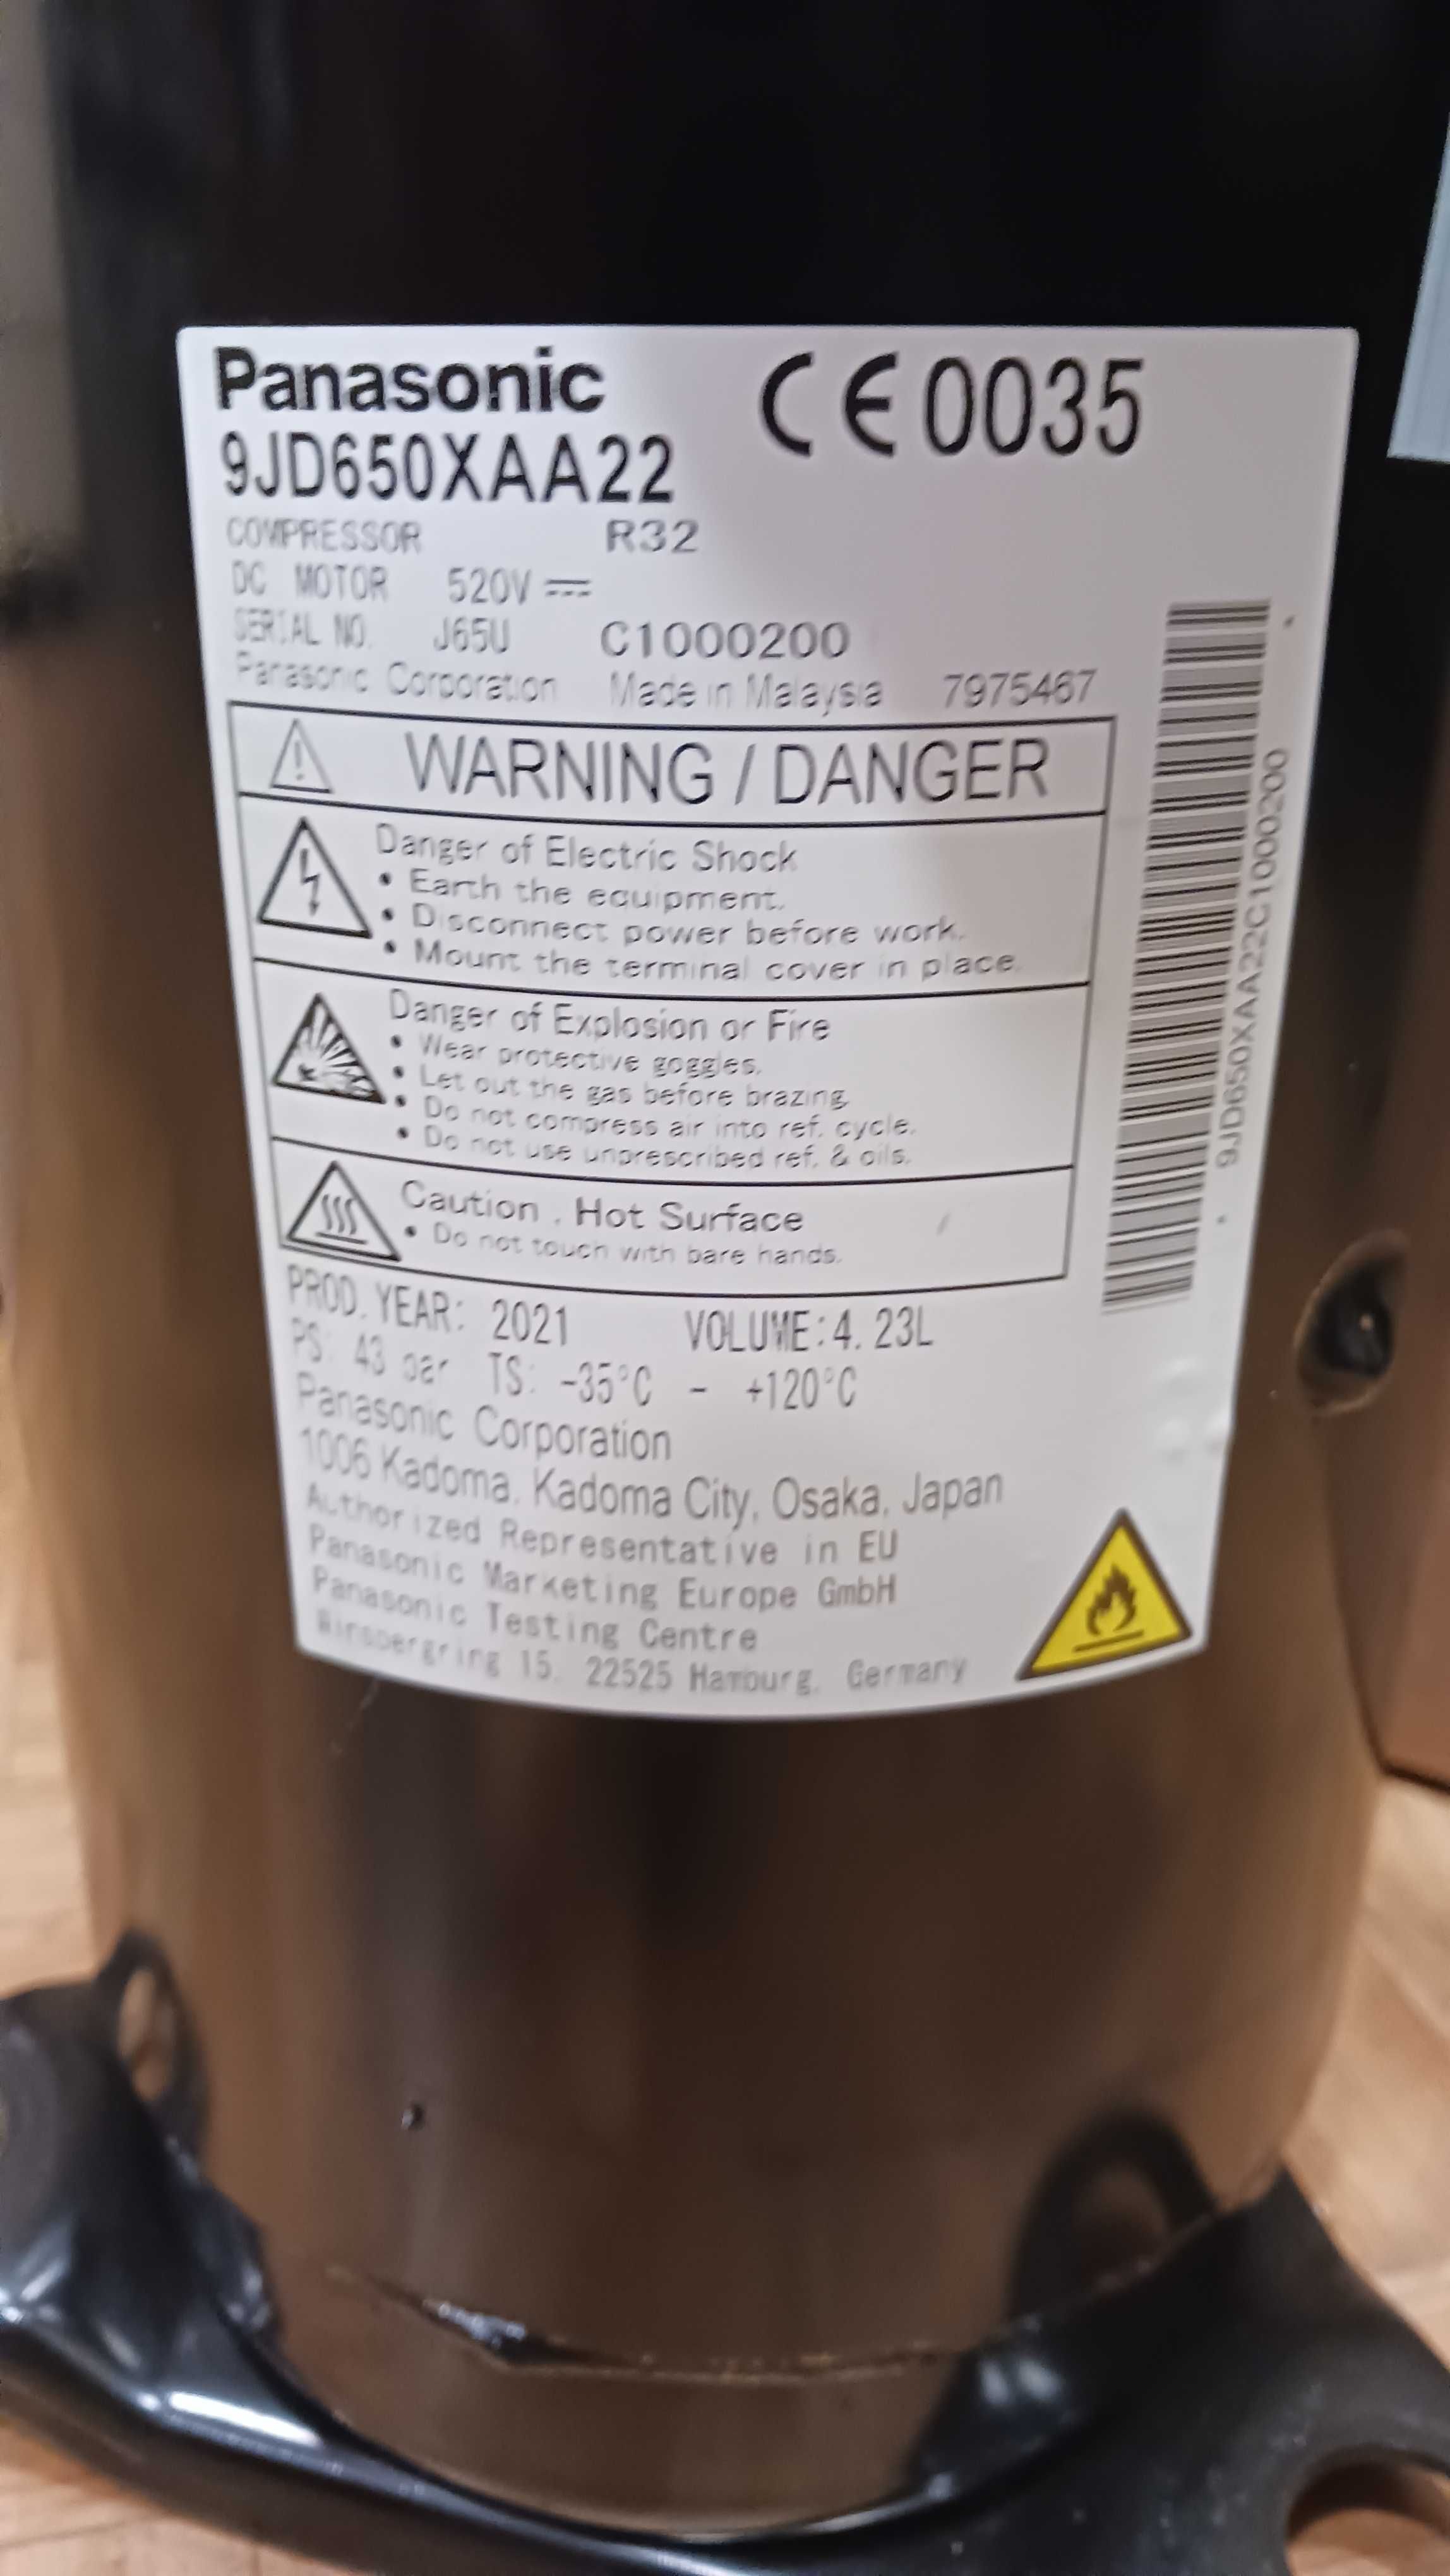 Panasonic CE0035
9JD650XAA22
COMPRESSOR R32
DC MOTOR 520V
SERIAL NO. J65U C1000200
Panasonic Corporation Made in Malaysia 7975467
WARNING / DANGER
Danger of Electric Shock
• Earth the equipment.
• Disconnect power before work.
• Mount the terminal cover in place.
Danger of Explosion or Fire
• Wear protective goggles.
• Let out the gas before brazing.
• Do not compress air into ref. cycle.
• Do not use unprescribed ref. & oils.
Caution . Hot Surface
• Do not touch with bare hands.
PROD. YEAR: 2021 VOLUME:4. 23L
PS: 43 bar TS: -35°C - +120°C
Panasonic Corporation
1006 Kadoma, Kadoma City, Osaka, Japan
Authorized Representative in EU
Panasonic Marketing Europe GmbH
Panasonic Testing Centre
Winsbergring 15. 22525 Hamburg. Germany
9JD650XAA22C1000200